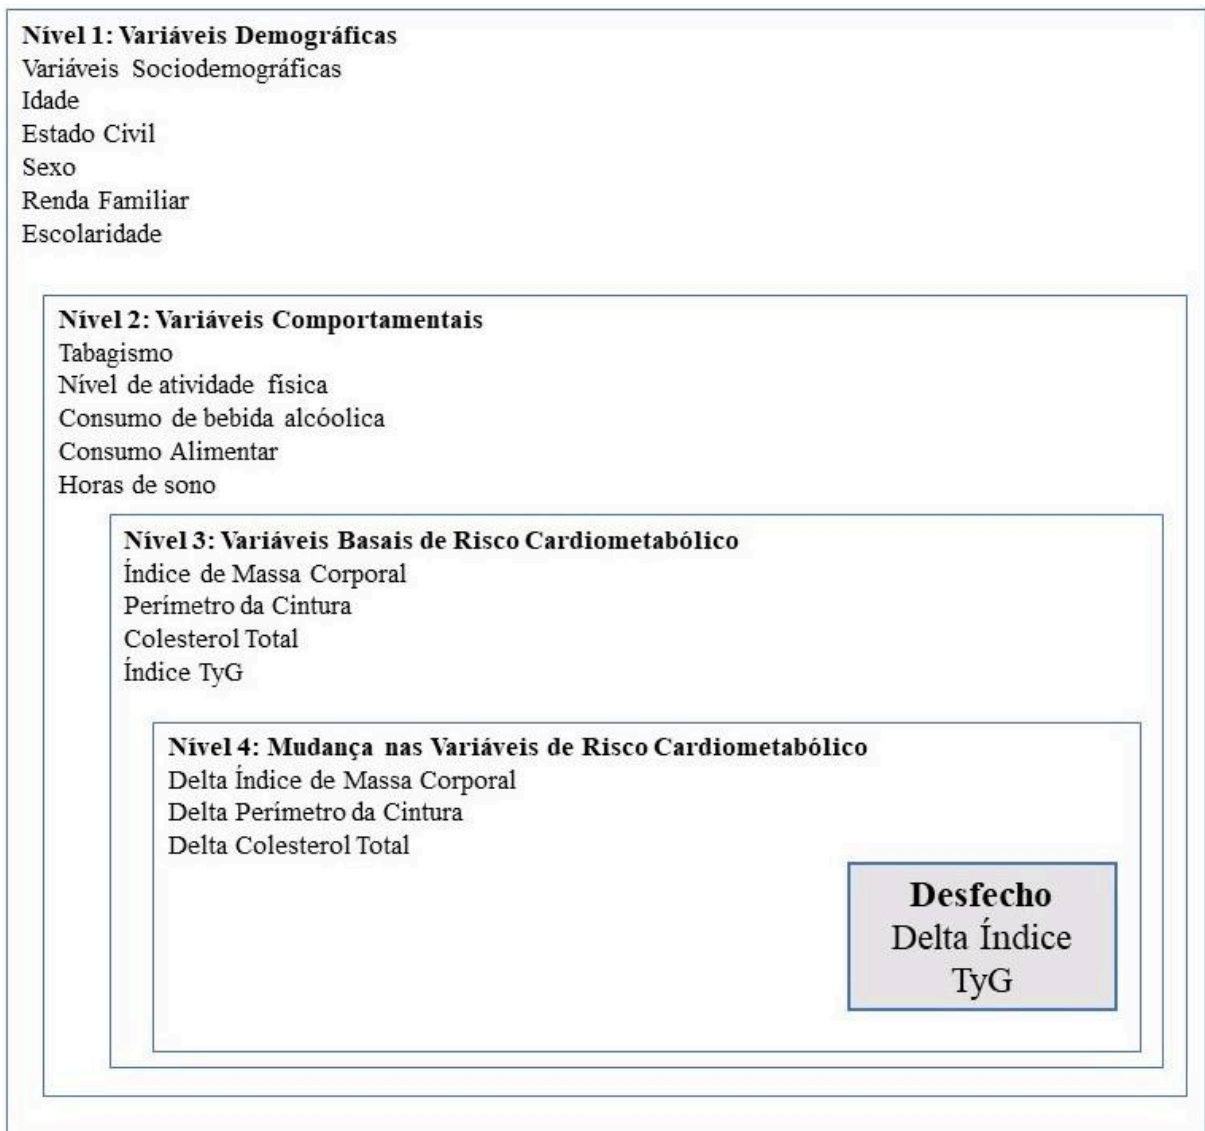 Nível 1: Variáveis Demográficas
Variáveis Sociodemográficas
Idade
Estado Civil
Sexo
Renda Familiar
Escolaridade
Nível 2: Variáveis Comportamentais
Tabagismo
Nível de atividade física
Consumo de bebida alcóolica
Consumo Alimentar
Horas de sono
Nível 3: Variáveis Basais de Risco Cardiometabólico
Índice de Massa Corporal
Perímetro da Cintura
Colesterol Total
Índice TyG
Nível 4: Mudança nas Variáveis de Risco Cardiometabólico
Delta Índice de Massa Corporal
Delta Perímetro da Cintura
Delta Colesterol Total
Desfecho
Delta Índice
TyG